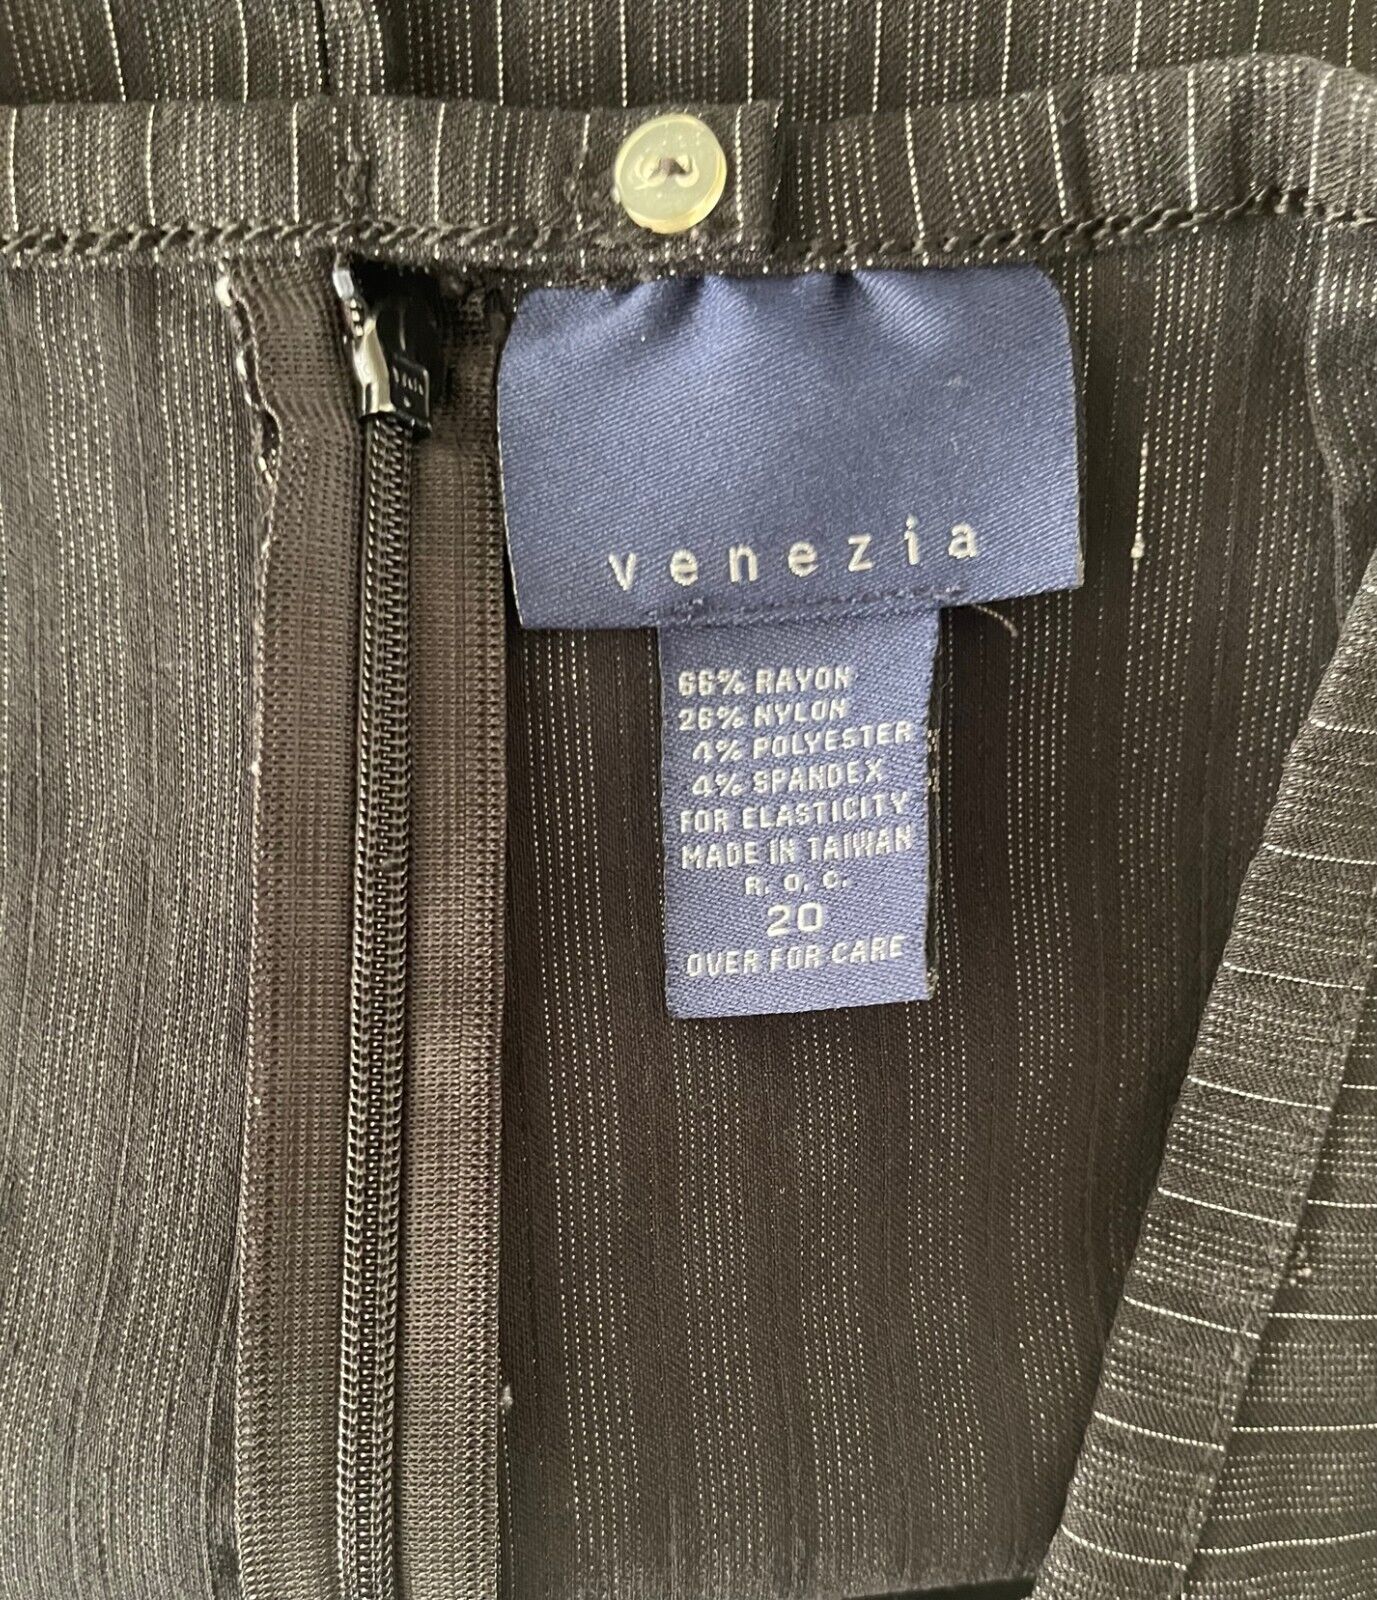 venezia
66% RAYON
26% NYLON
4% POLYESTER
4% SPANDEX
FOR ELASTICITY
MADE IN TAIWAN
R. O. C.
20
OVER FOR CARE